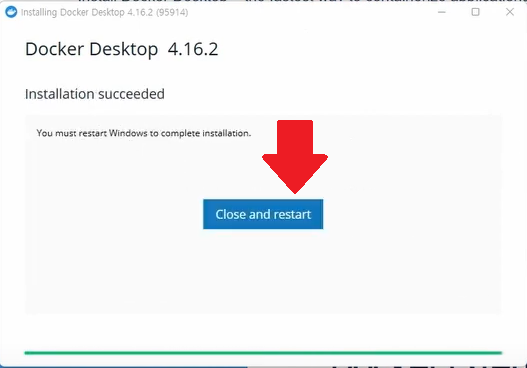 Installing Docker Desktop 4.16.2 (95914)
Docker Desktop 4.16.2
Installation succeeded
You must restart Windows to complete installation.
Close and restart